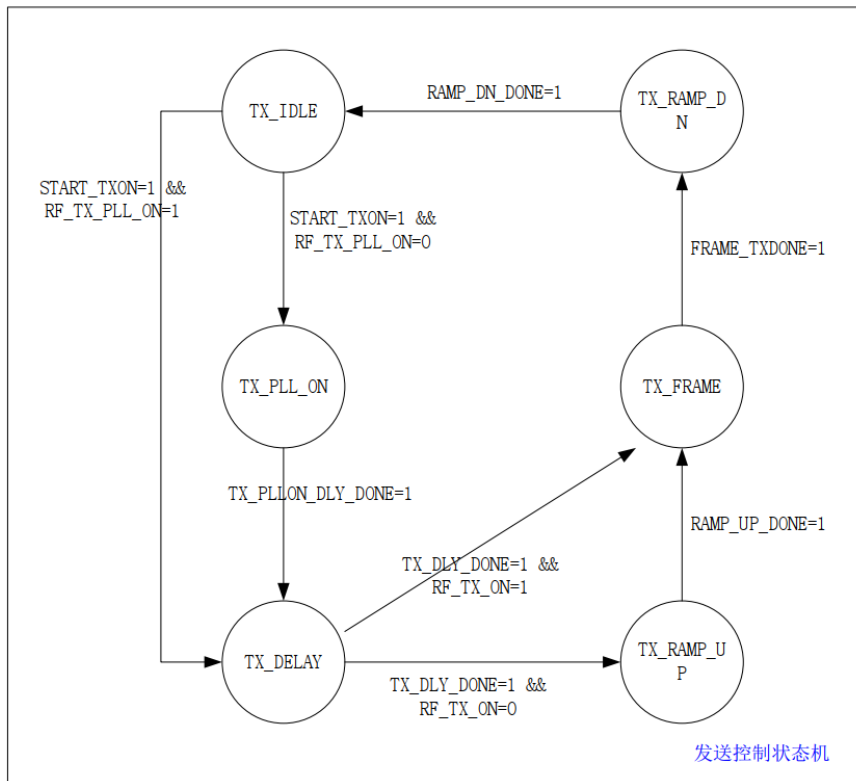 TX_IDLE
RAMP_DN_DONE=1
TX_RAMP_D
N
START_TXON=1 &&
RF_TX_PLL_ON=1
START_TXON=1 &&
RF_TX_PLL_ON=0
FRAME_TXDONE=1
TX_PLL_ON
TX_FRAME
TX_PLLON_DLY_DONE=1
RAMP_UP_DONE=1
TX_DLY_DONE=1 &&
RF_TX_ON=1
TX_DELAY
TX_RAMP_U
P
TX_DLY_DONE=1 &&
RF_TX_ON=0
发送控制状态机